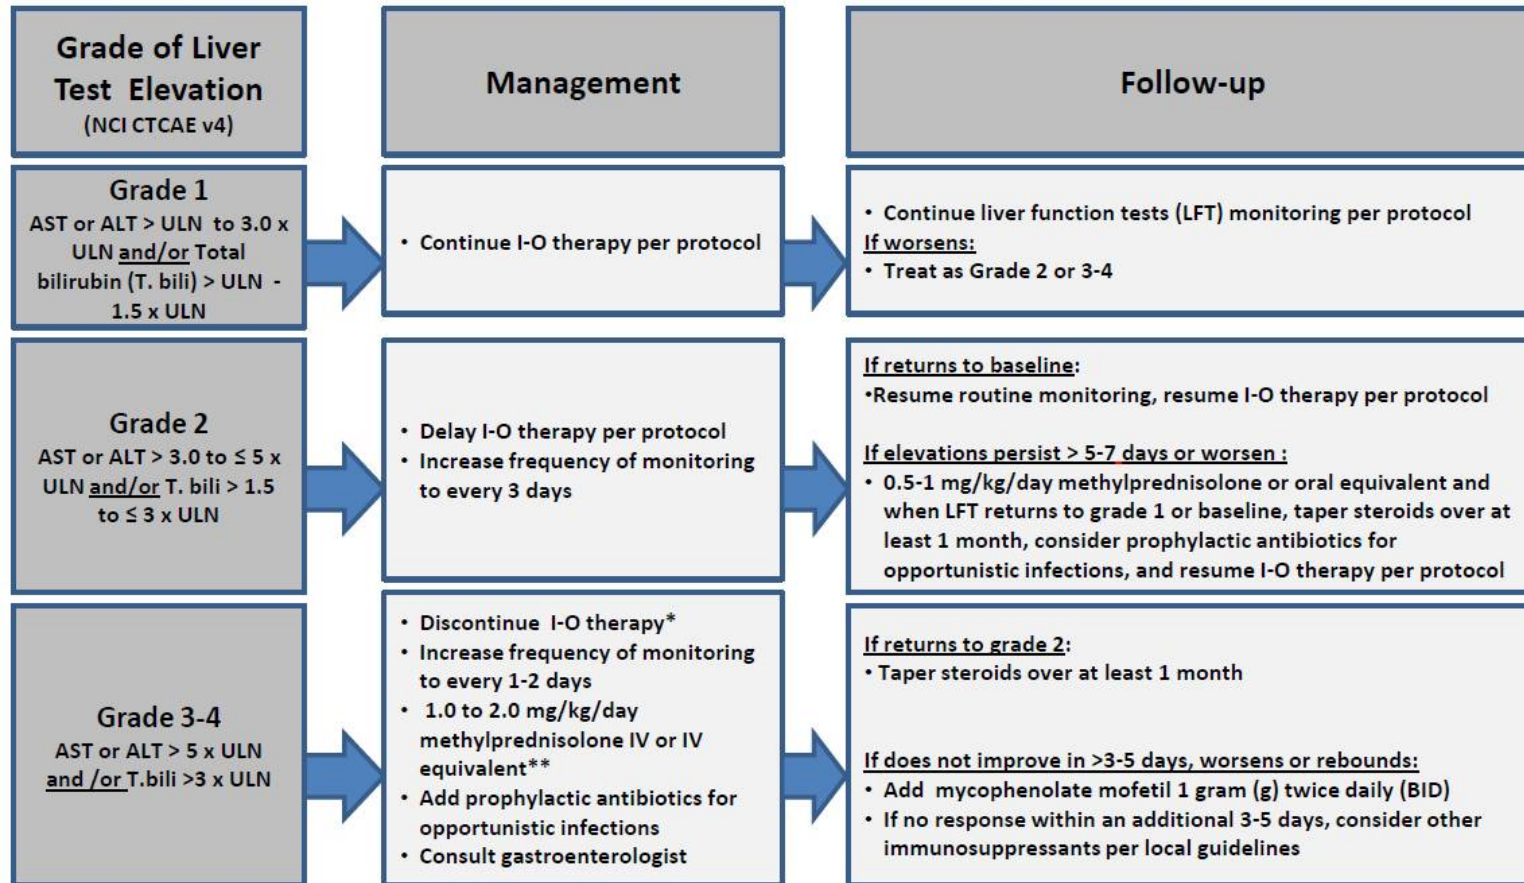 Grade of Liver
Test Elevation
(NCI CTCAE v4)
Management
Follow-up
Grade 1
AST or ALT > ULN to 3.0 x
ULN and/or Total
bilirubin (T. bili) > ULN -
1.5 x ULN
• Continue I-O therapy per protocol
• Continue liver function tests (LFT) monitoring per protocol
If worsens:
• Treat as Grade 2 or 3-4
Grade 2
AST or ALT > 3.0 to ≤ 5 x
ULN and/or T. bili > 1.5
to ≤ 3 x ULN
• Delay I-O therapy per protocol
• Increase frequency of monitoring
to every 3 days
If returns to baseline:
•Resume routine monitoring, resume I-O therapy per protocol
If elevations persist > 5-7 days or worsen :
• 0.5-1 mg/kg/day methylprednisolone or oral equivalent and
when LFT returns to grade 1 or baseline, taper steroids over at
least 1 month, consider prophylactic antibiotics for
opportunistic infections, and resume I-O therapy per protocol
Grade 3-4
AST or ALT > 5 x ULN
and /or T.bili >3 x ULN
• Discontinue I-O therapy*
• Increase frequency of monitoring
to every 1-2 days
• 1.0 to 2.0 mg/kg/day
methylprednisolone IV or IV
equivalent**
• Add prophylactic antibiotics for
opportunistic infections
• Consult gastroenterologist
If returns to grade 2:
• Taper steroids over at least 1 month
If does not improve in >3-5 days, worsens or rebounds:
• Add mycophenolate mofetil 1 gram (g) twice daily (BID)
• If no response within an additional 3-5 days, consider other
immunosuppressants per local guidelines